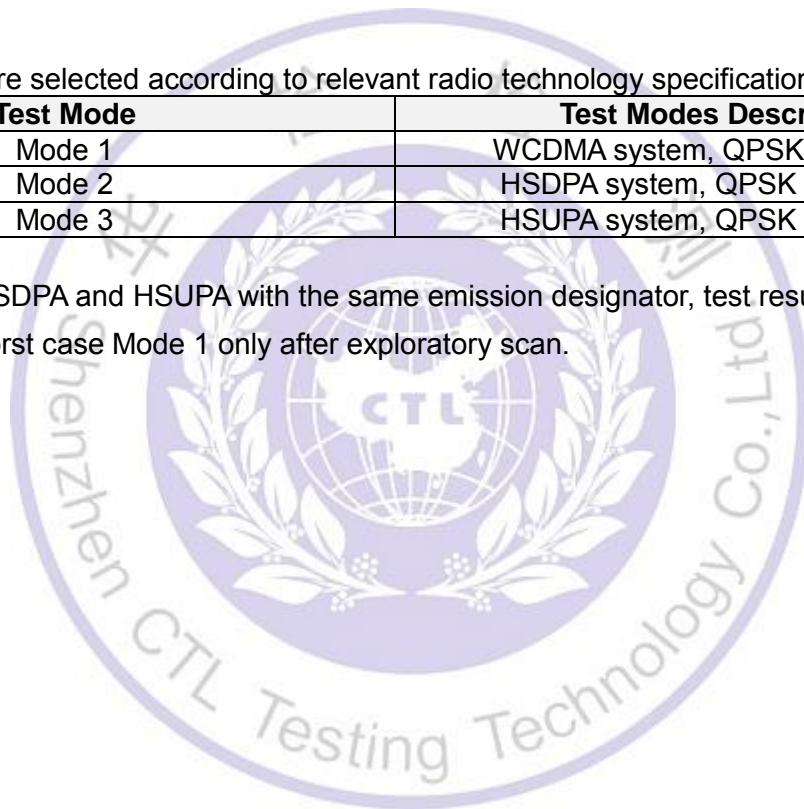 re selected according to relevant radio technology specification
Test Mode Test Modes Descr
Mode 1 WCDMA system, QPSK
Mode 2 HSDPA system, QPSK
Mode 3 HSUPA system, QPSK
SDPA and HSUPA with the same emission designator, test resu
orst case Mode 1 only after exploratory scan.
CTL
Shenzhen CTL Testing Technology Co.,Ltd